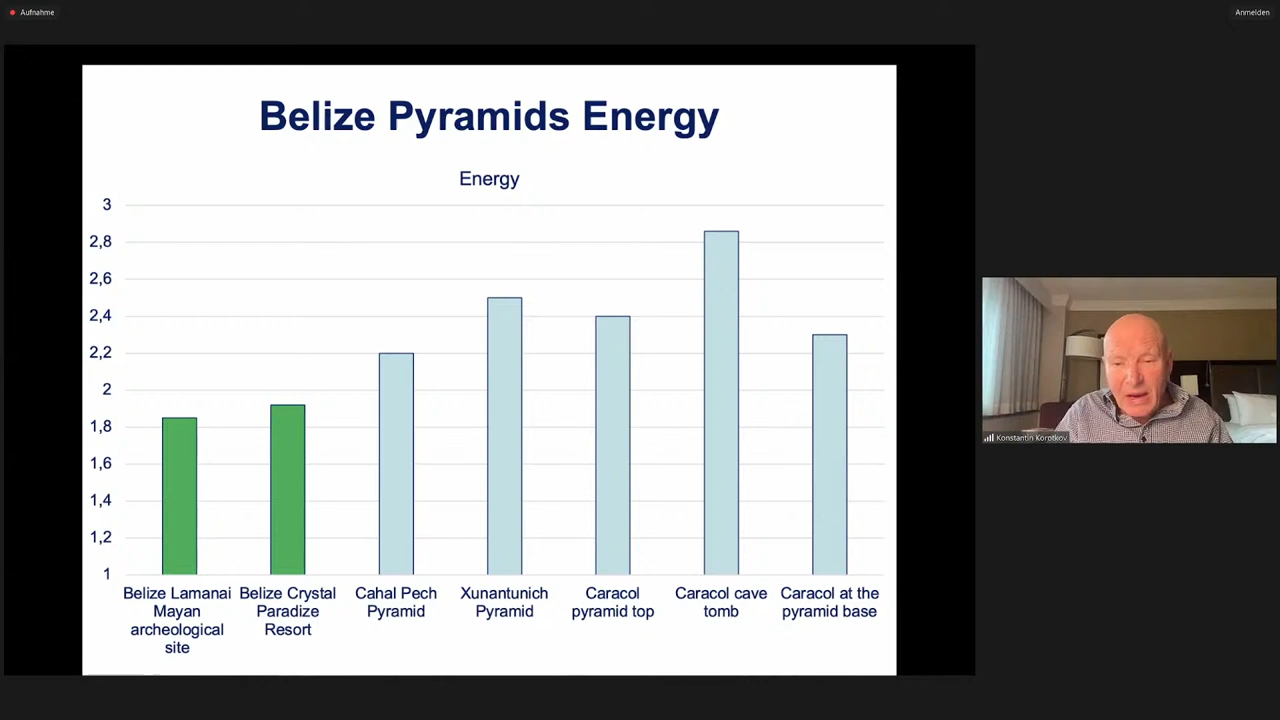 Aufnahme
Anmelden
Belize Pyramids Energy
Energy
3
2,8
2,6
2,4
2,2
2
1,8
1,6
1,4
1,2
1
Belize Lamanai
Mayan
archeological
site
Belize Crystal
Paradize
Resort
Cahal Pech
Pyramid
Xunantunich
Pyramid
Caracol
pyramid top
Caracol cave
tomb
Caracol at the
pyramid base
Konstantin Korotkov